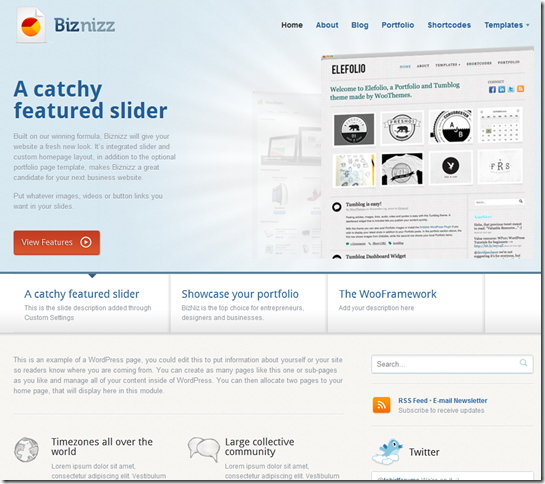 Biznizz
Home About Blog Portfolio Shortcodes Templates
A catchy
featured slider
Built on our winning formula, Biznizz will give your
website a fresh new look. It's integrated slider and
custom homepage layout, in addition to the optional
portfolio page template, makes Biznizz a great
candidate for your next business website.
Put whatever images, videos or button links you
want in your slides.
View Features
ELEFOLIO
HOME ABOUT TEMPLATES SHORTCODES PORTFOLIO
Welcome to Elefolio, a Portfolio and Tumblog
theme made by WooThemes.
CONTACT
Tumblog is easy!
Tumblog Dashboard Widget
A catchy featured slider
This is the slide description added through
Custom Settings
Showcase your portfolio
BizNiz is the top choice for entrepreneurs,
designers and businesses.
The WooFramework
Add your description here
This is an example of a WordPress page, you could edit this to put information about yourself or your site
so readers know where you are coming from. You can create as many pages like this one or sub-pages
as you like and manage all of your content inside of WordPress. You can then allocate two pages to your
home page, that will display here in this module.
Search...
RSS Feed - E-mail Newsletter
Subscribe to receive updates
Timezones all over the
world
Lorem ipsum dolor sit amet,
consectetur adipiscing elit. Vestibulum
Large collective
community
Lorem ipsum dolor sit amet,
consectetur adipiscing elit. Vestibulum
Twitter